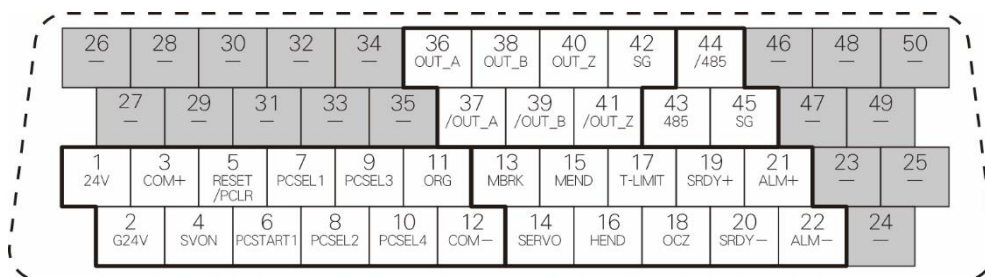 26 28 30 32 34 36 38 40 42 44 46 48 50
— — — — — OUT_A OUT_B OUT_Z SG /485 — — —
27 29 31 33 35 37 39 41 43 45 47 49
— — — — — /OUT_A /OUT_B /OUT_Z 485 SG — —
1 3 5 7 9 11 13 15 17 19 21 23 25
24V COM+ RESET PCSEL1 PCSEL3 ORG MBRK MEND T-LIMIT SRDY+ ALM+ — —
/PCLR
2 4 6 8 10 12 14 16 18 20 22 24
G24V SVON PCSTART1 PCSEL2 PCSEL4 COM— SERVO HEND OCZ SRDY— ALM— —